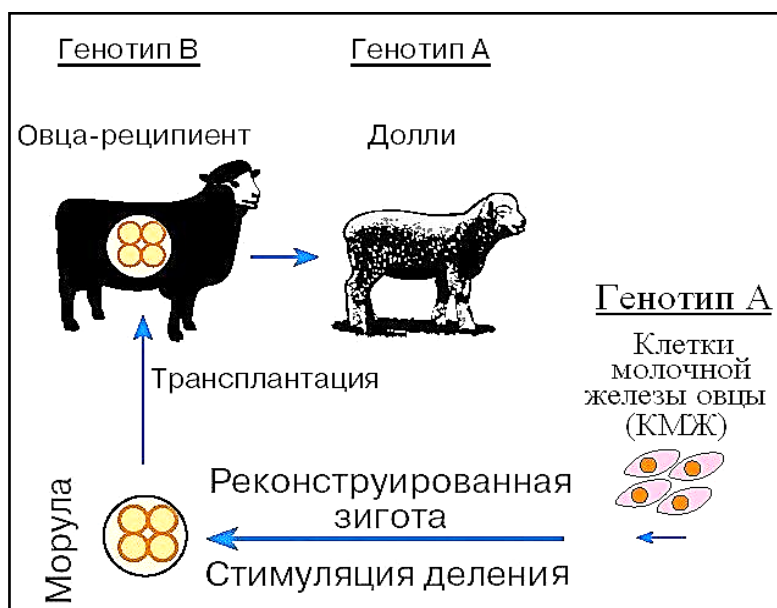 Генотип В
Генотип А
Овца-реципиент
Долли
Генотип А
Клетки
молочной
железы овцы
(КМЖ)
Трансплантация
Морула
Реконструированная
зигота
Стимуляция деления